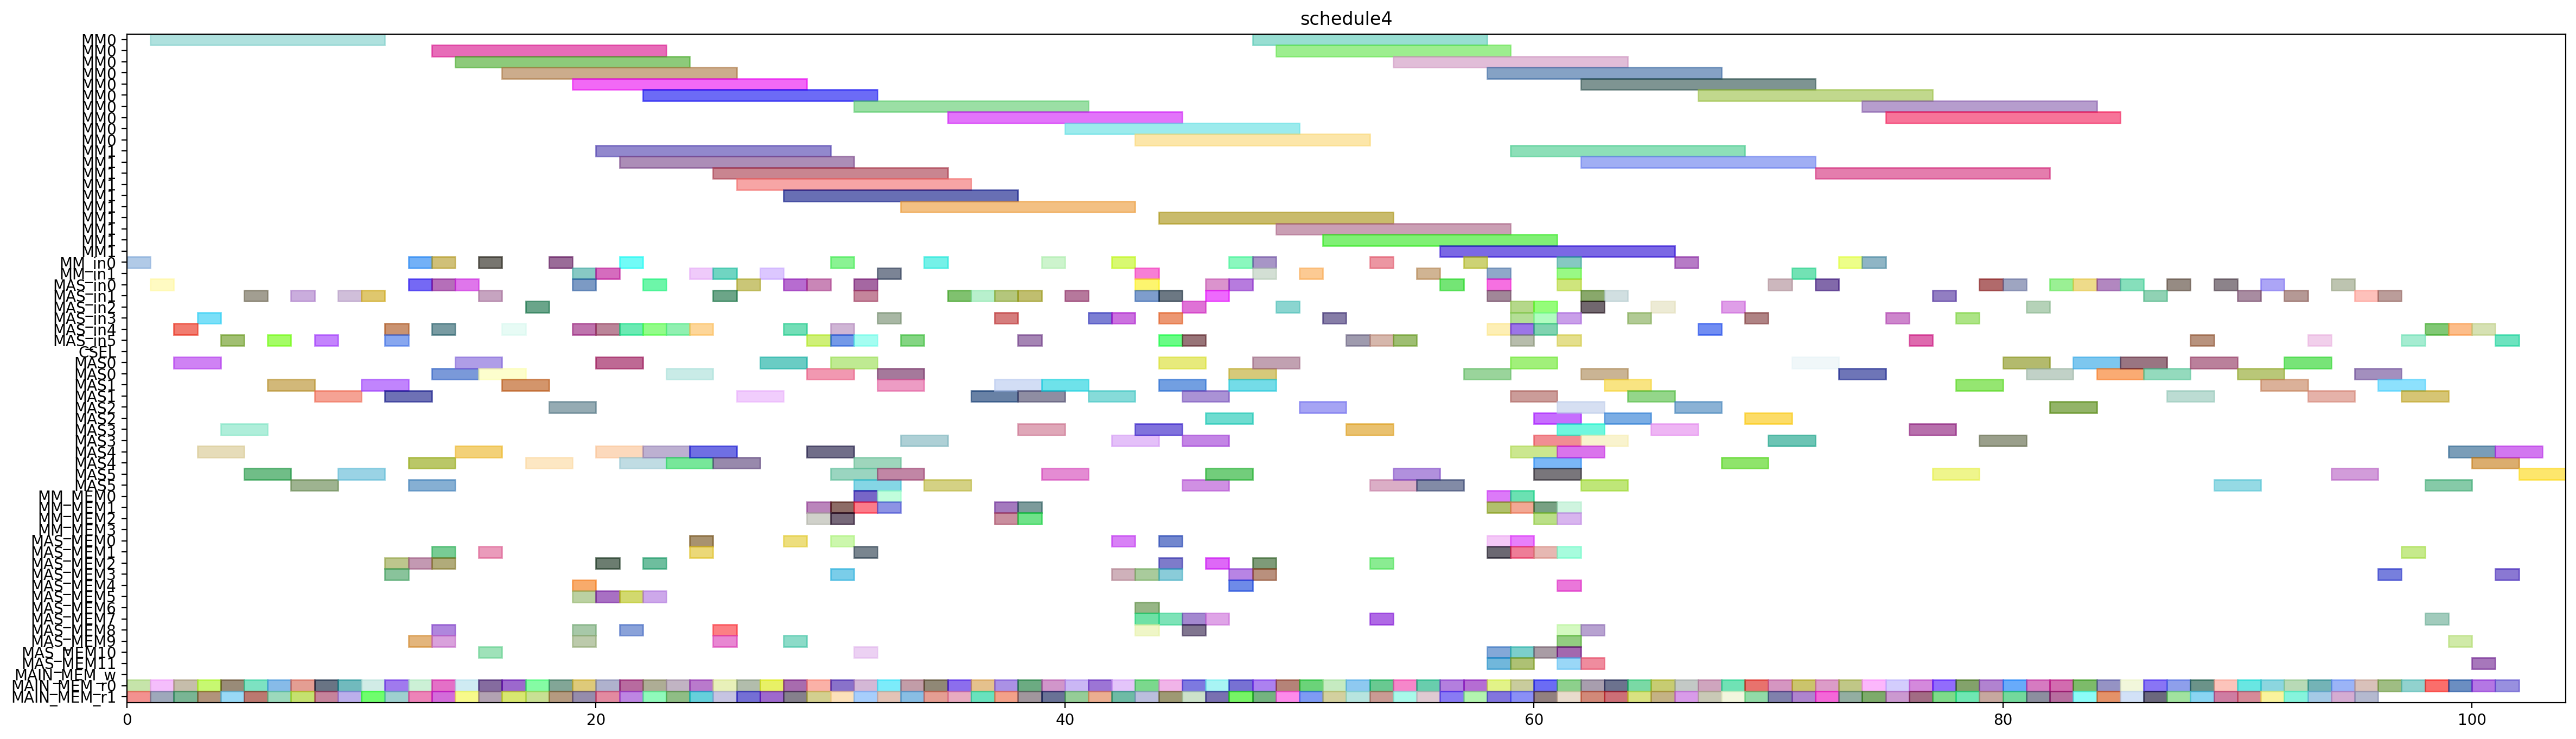 schedule4
MM0
MM0
MM0
MM0
MM0
MM0
MM0
MM0
MM0
MM0
MM1
MM1
MM1
MM1
MM1
MM1
MM1
MM1
MM1
MM1
MM_in0
MM_in1
MAS_in0
MAS_in1
MAS_in2
MAS_in3
MAS_in4
MAS_in5
CSEL
MAS0
MAS0
MAS1
MAS1
MAS2
MAS2
MAS3
MAS3
MAS4
MAS4
MAS5
MAS5
MM_MEM0
MM_MEM1
MM_MEM2
MM_MEM3
MAS_MEM0
MAS_MEM1
MAS_MEM2
MAS_MEM3
MAS_MEM4
MAS_MEM5
MAS_MEM6
MAS_MEM7
MAS_MEM8
MAS_MEM9
MAS_MEM10
MAS_MEM11
MAIN_MEM_w
MAIN_MEM_r0
MAIN_MEM_r1
0 20 40 60 80 100